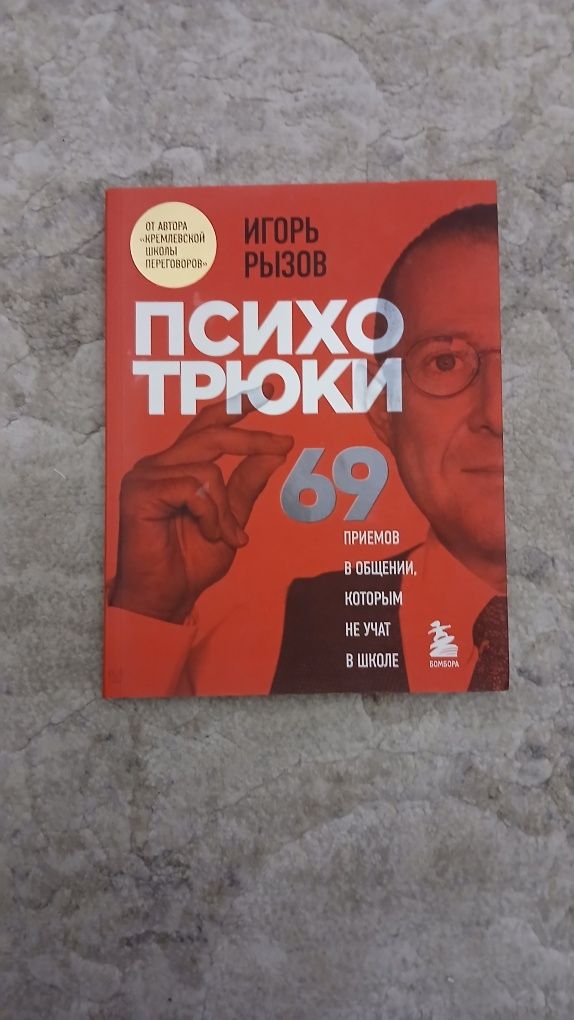 ОТ АВТОРА
«КРЕМЛЕВСКОЙ
ШКОЛЫ
ПЕРЕГОВОРОВ»
ИГОРЬ
РЫЗОВ
ПСИХО
ТРЮКИ
69
ПРИЕМОВ
В ОБЩЕНИИ,
КОТОРЫМ
НЕ УЧАТ
В ШКОЛЕ
БОМБОРА